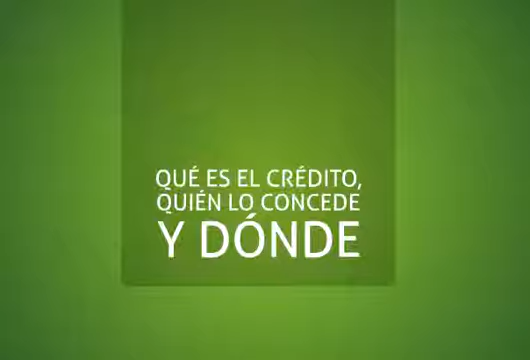 QUÉ ES EL CRÉDITO,
QUIÉN LO CONCEDE
Y DÓNDE